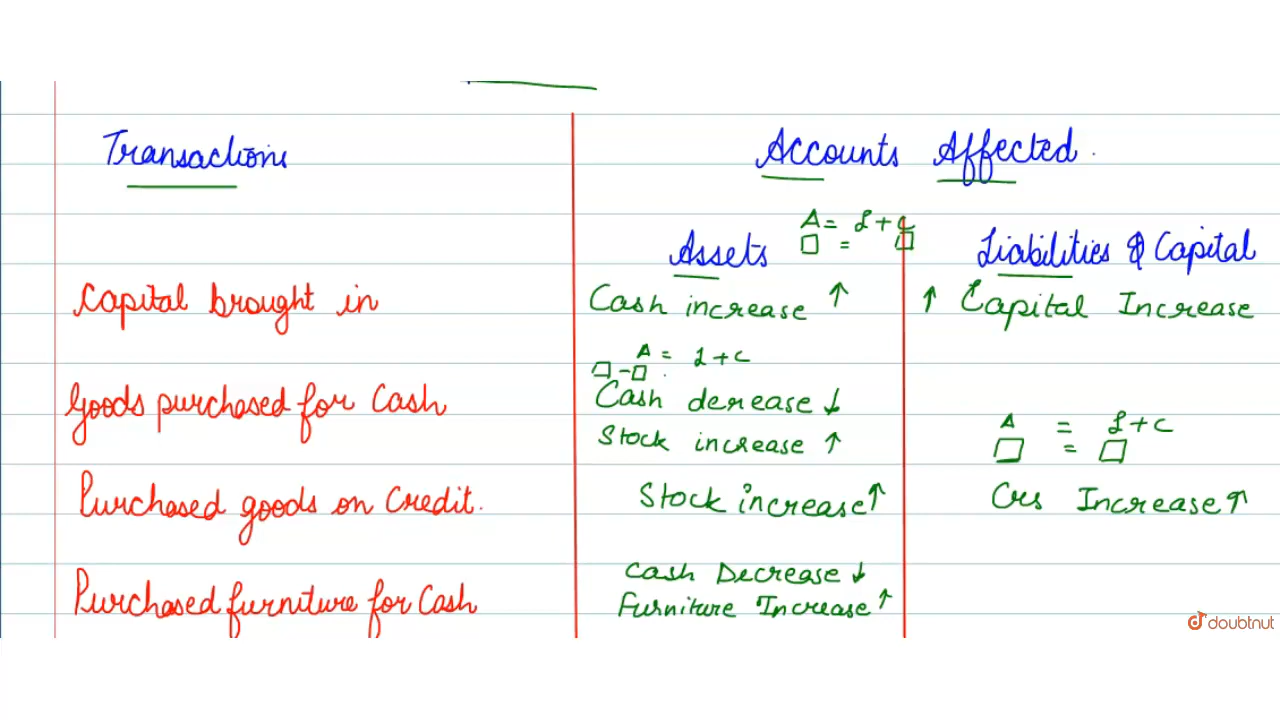 Transactions
Accounts Affected
A = L + C
□ = □
Assets
Liabilities & Capital
Capital brought in
Cash increase ↑
↑ Capital Increase
A = L + C
□ - □
Goods purchased for Cash
Cash derease ↓
Stock increase ↑
A = L + C
□ = □
Purchased goods on Credit.
Stock increase ↑
Crs Increase ↑
Purchased furniture for Cash
Cash Decrease ↓
Furniture Increase ↑
doubtnut